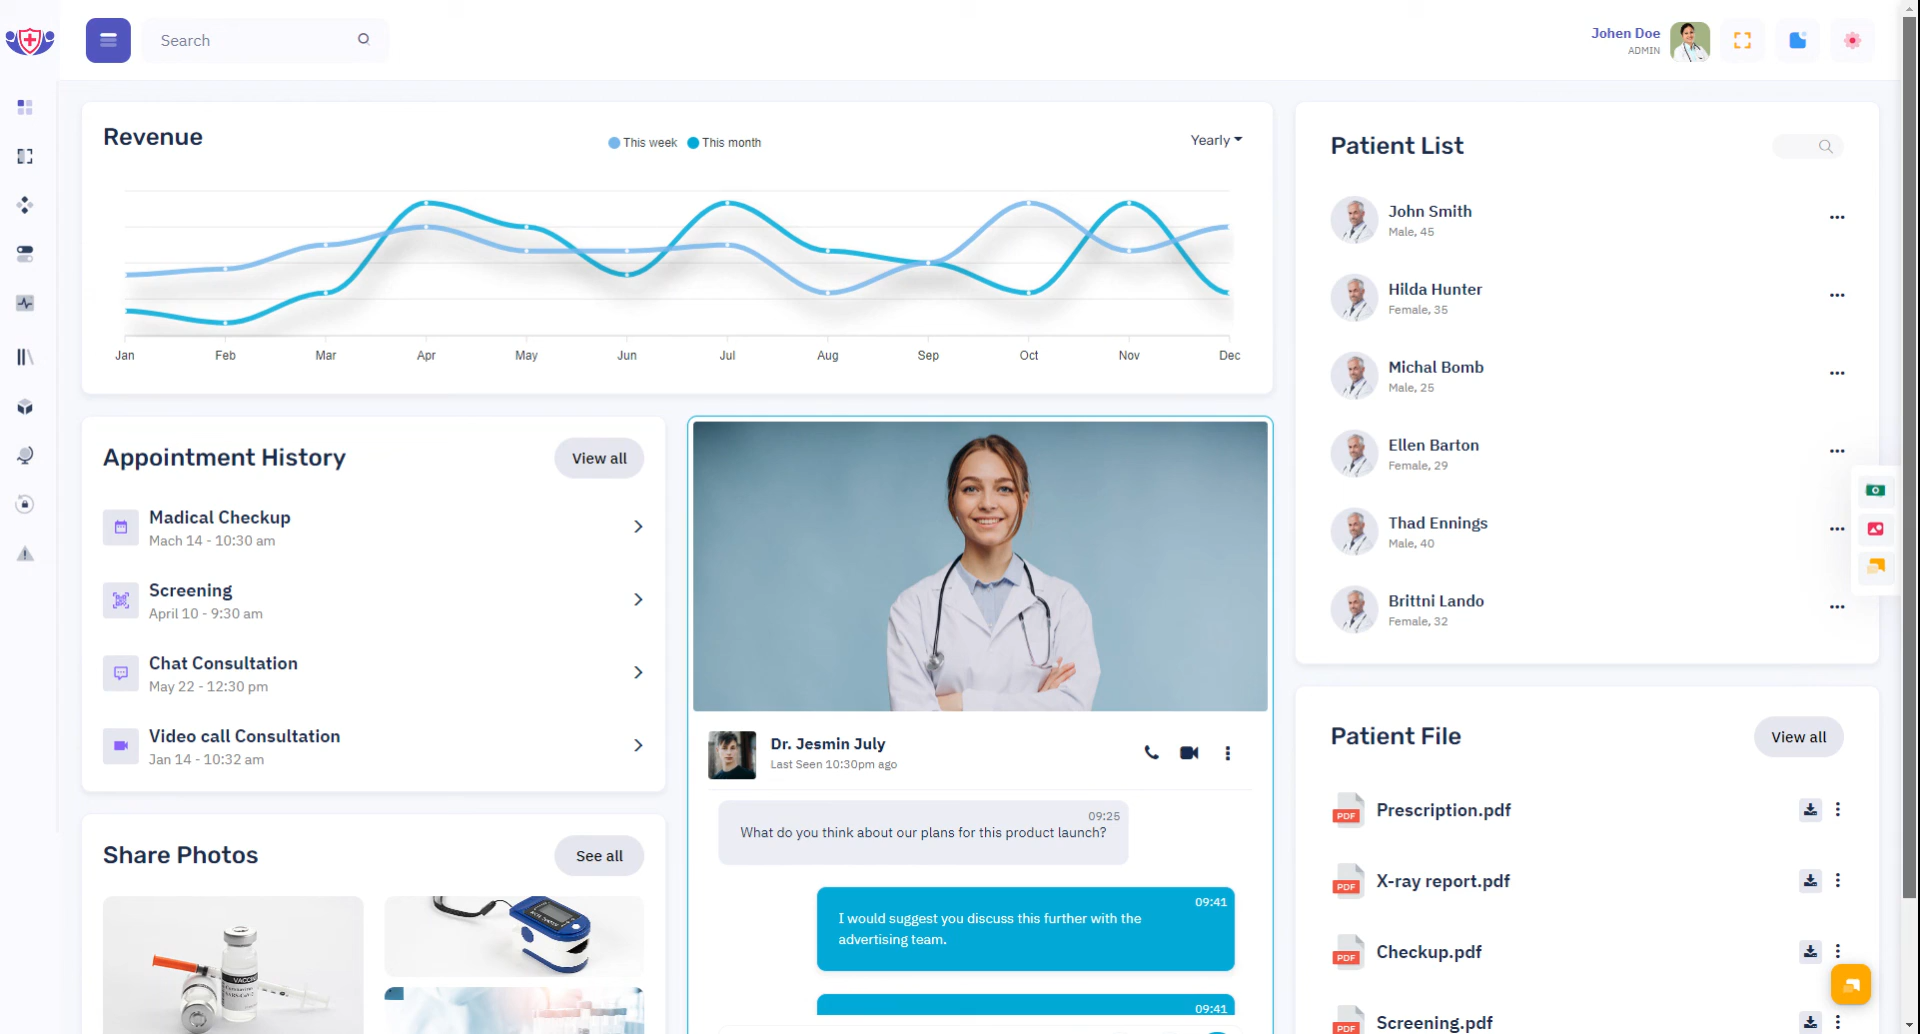 Search
Johen Doe
ADMIN
Revenue
This week
This month
Yearly
Jan
Feb
Mar
Apr
May
Jun
Jul
Aug
Sep
Oct
Nov
Dec
Appointment History
View all
Madical Checkup
Mach 14 - 10:30 am
Screening
April 10 - 9:30 am
Chat Consultation
May 22 - 12:30 pm
Video call Consultation
Jan 14 - 10:32 am
Share Photos
See all
VACCINE
Dr. Jesmin July
Last Seen 10:30pm ago
09:25
What do you think about our plans for this product launch?
09:41
I would suggest you discuss this further with the
advertising team.
09:41
Patient List
John Smith
Male, 45
Hilda Hunter
Female, 35
Michal Bomb
Male, 25
Ellen Barton
Female, 29
Thad Ennings
Male, 40
Brittni Lando
Female, 32
Patient File
View all
PDF
Prescription.pdf
PDF
X-ray report.pdf
PDF
Checkup.pdf
PDF
Screening.pdf